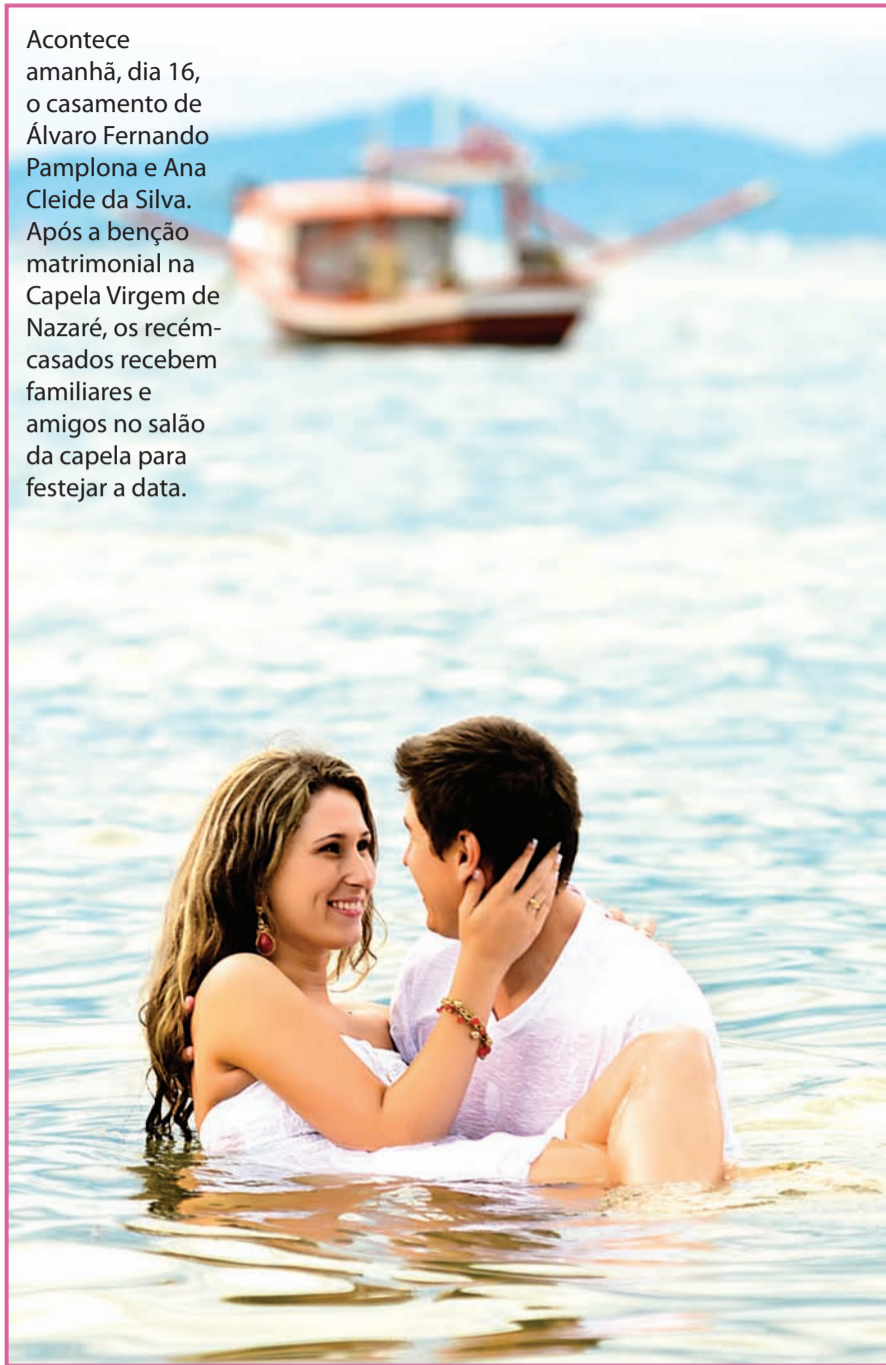 Acontece
amanhã, dia 16,
o casamento de
Álvaro Fernando
Pamplona e Ana
Cleide da Silva.
Após a benção
matrimonial na
Capela Virgem de
Nazaré, os recém-
casados recebem
familiares e
amigos no salão
da capela para
festejar a data.